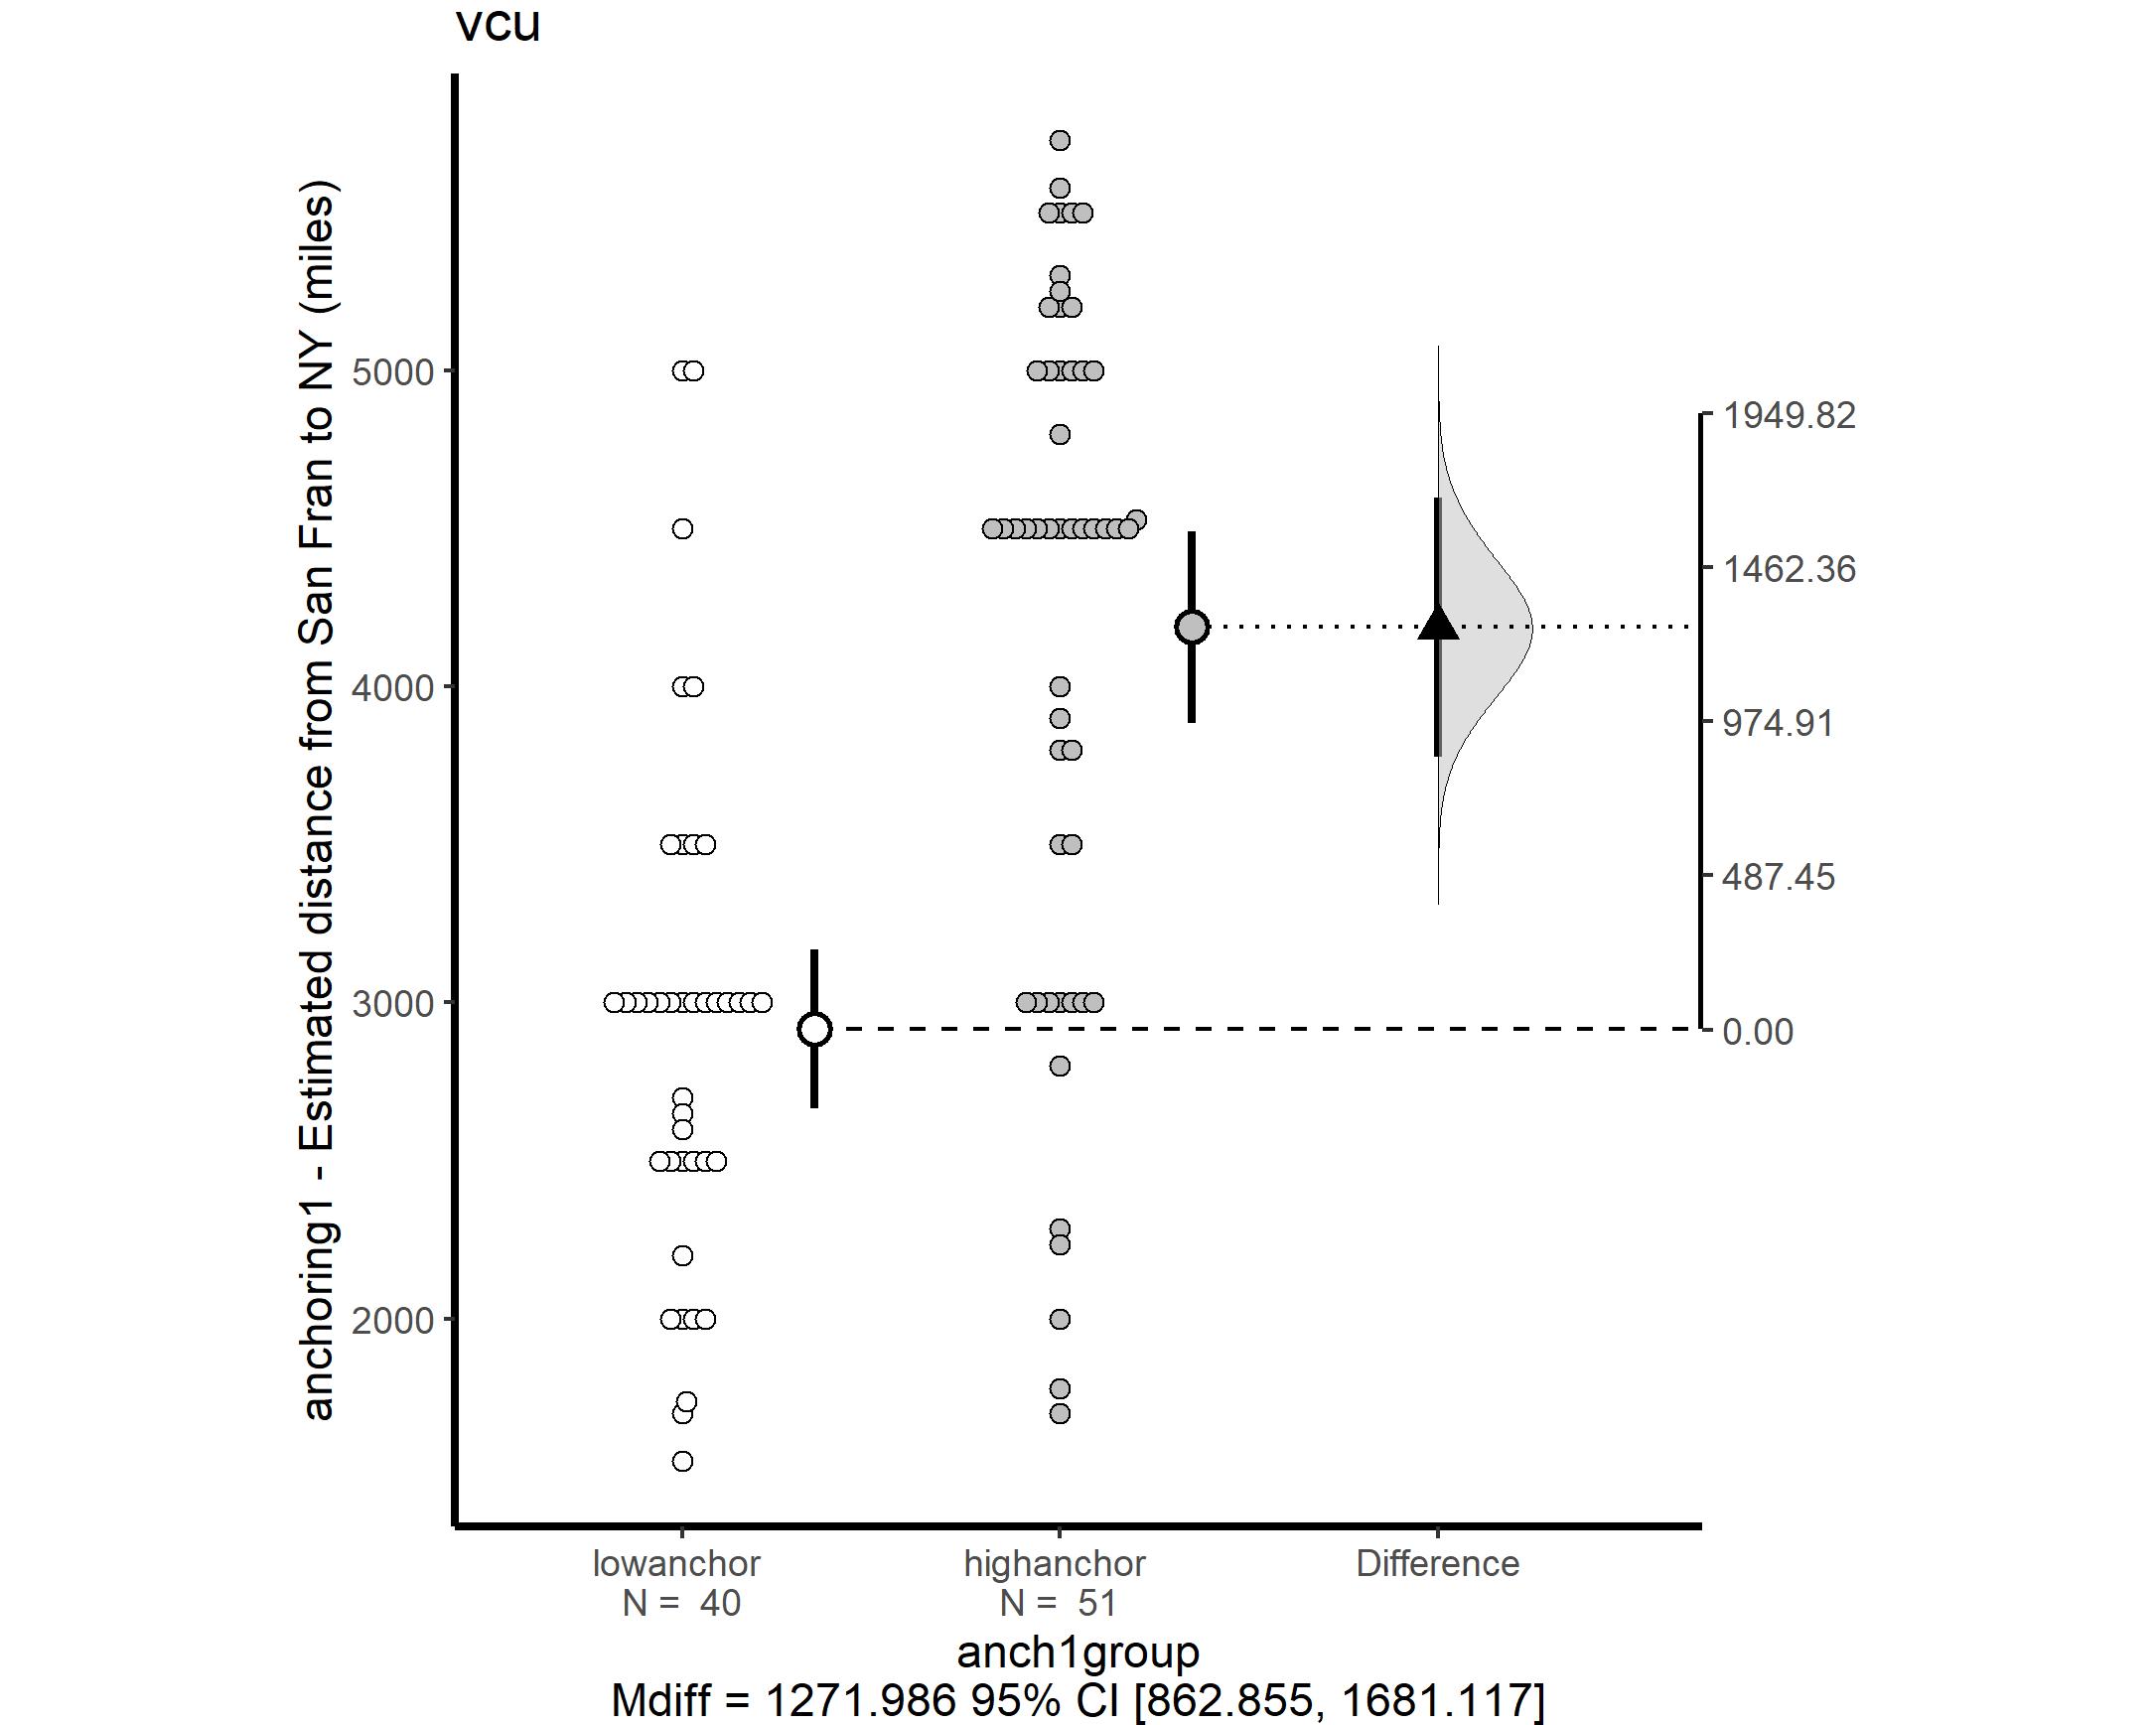 vcu
anchoring1 - Estimated distance from San Fran to NY (miles)
5000
4000
3000
2000
1949.82
1462.36
974.91
487.45
0.00
lowanchor
N =  40
highanchor
N =  51
Difference
anch1group
Mdiff = 1271.986 95% CI [862.855, 1681.117]